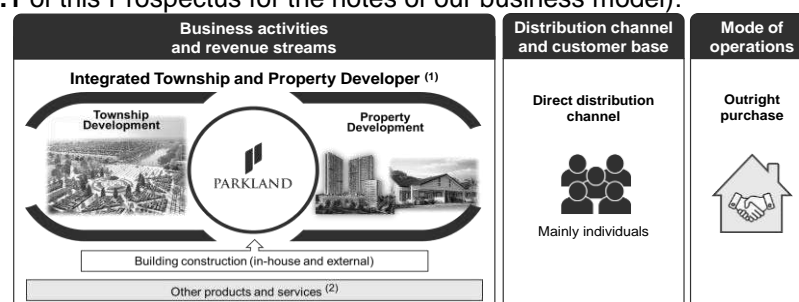 .1 of this Prospectus for the notes of our business model).
Business activities
and revenue streams
Integrated Township and Property Developer (1)
Township
Development
Property
Development
PARKLAND
Building construction (in-house and external)
Other products and services (2)
Distribution channel
and customer base
Direct distribution
channel
Mainly individuals
Mode of
operations
Outright
purchase